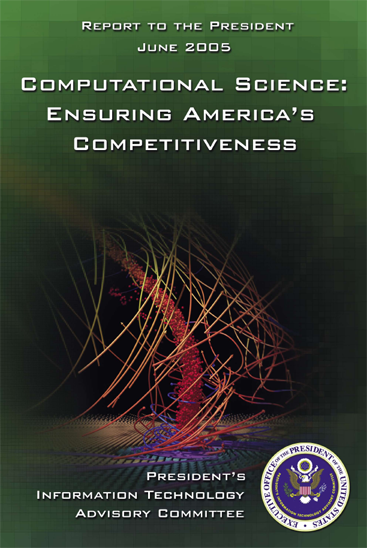 Report to the President
June 2005
Computational Science:
Ensuring America's
Competitiveness
President's
Information Technology
Advisory Committee
EXECUTIVE OFFICE OF THE PRESIDENT OF THE UNITED STATES